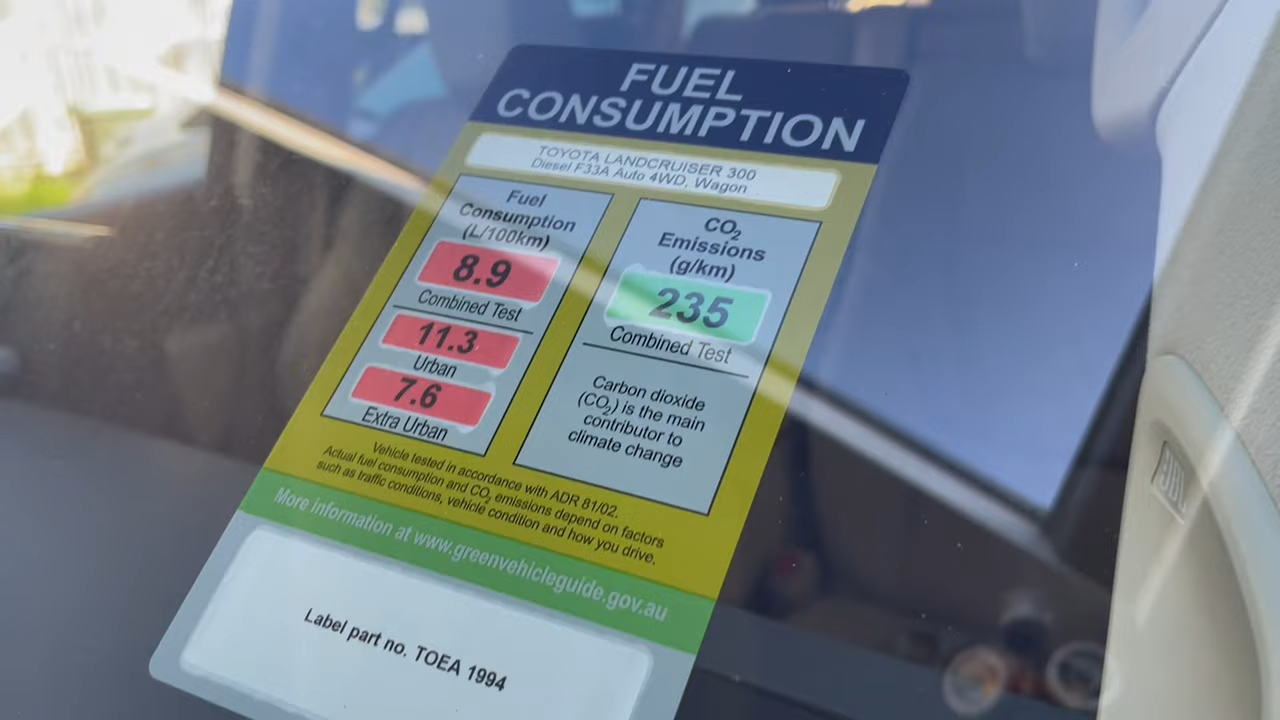 FUEL
CONSUMPTION
TOYOTA LANDCRUISER 300
Diesel F33A Auto 4WD, Wagon
Fuel
Consumption
(L/100km)
8.9
Combined Test
11.3
Urban
7.6
Extra Urban
CO2
Emissions
(g/km)
235
Combined Test
Carbon dioxide
(CO2) is the main
contributor to
climate change
Vehicle tested in accordance with ADR 81/02.
Actual fuel consumption and CO2 emissions depend on factors
such as traffic conditions, vehicle condition and how you drive.
More information at www.greenvehicleguide.gov.au
Label part no. TOEA 1994
JBL